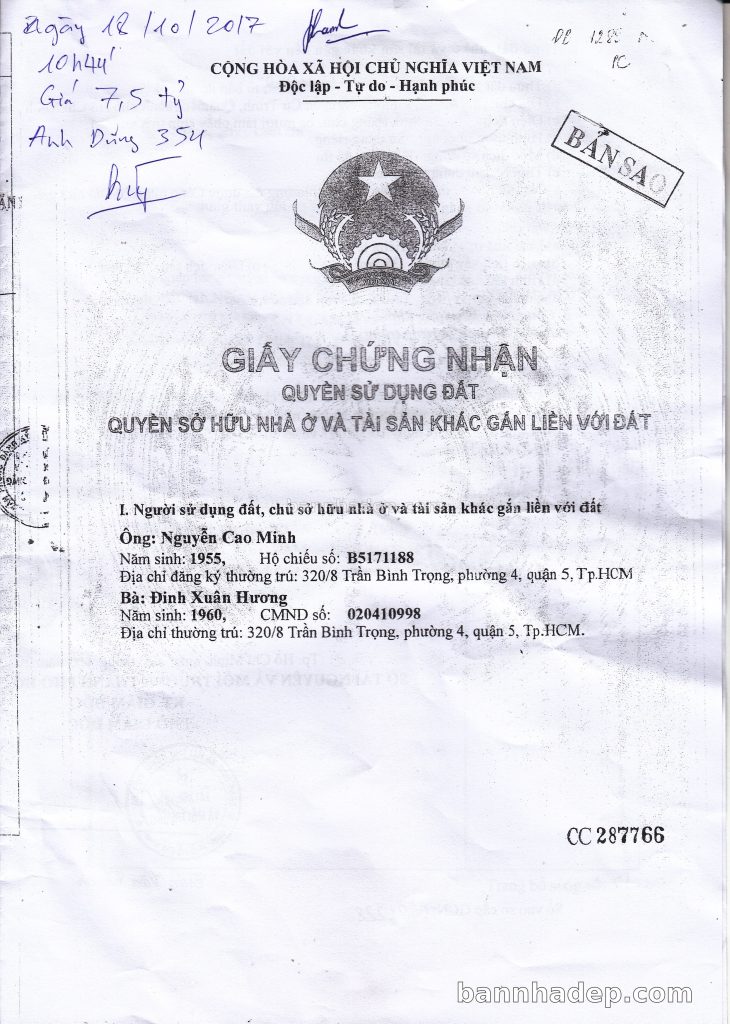 Ngày 18/10/2017
10h44'
Giá 7,5 tỷ
Anh Dũng 354
CỘNG HÒA XÃ HỘI CHỦ NGHĨA VIỆT NAM
Độc lập - Tự do - Hạnh phúc
BẢN SAO
GIẤY CHỨNG NHẬN
QUYỀN SỬ DỤNG ĐẤT
QUYỀN SỞ HỮU NHÀ Ở VÀ TÀI SẢN KHÁC GẮN LIỀN VỚI ĐẤT
I. Người sử dụng đất, chủ sở hữu nhà ở và tài sản khác gắn liền với đất
Ông: Nguyễn Cao Minh
Năm sinh: 1955, Hộ chiếu số: B5171188
Địa chỉ đăng ký thường trú: 320/8 Trần Bình Trọng, phường 4, quận 5, Tp.HCM
Bà: Đinh Xuân Hương
Năm sinh: 1960, CMND số: 020410998
Địa chỉ thường trú: 320/8 Trần Bình Trọng, phường 4, quận 5, Tp.HCM.
CC 287766
bannhadep.com